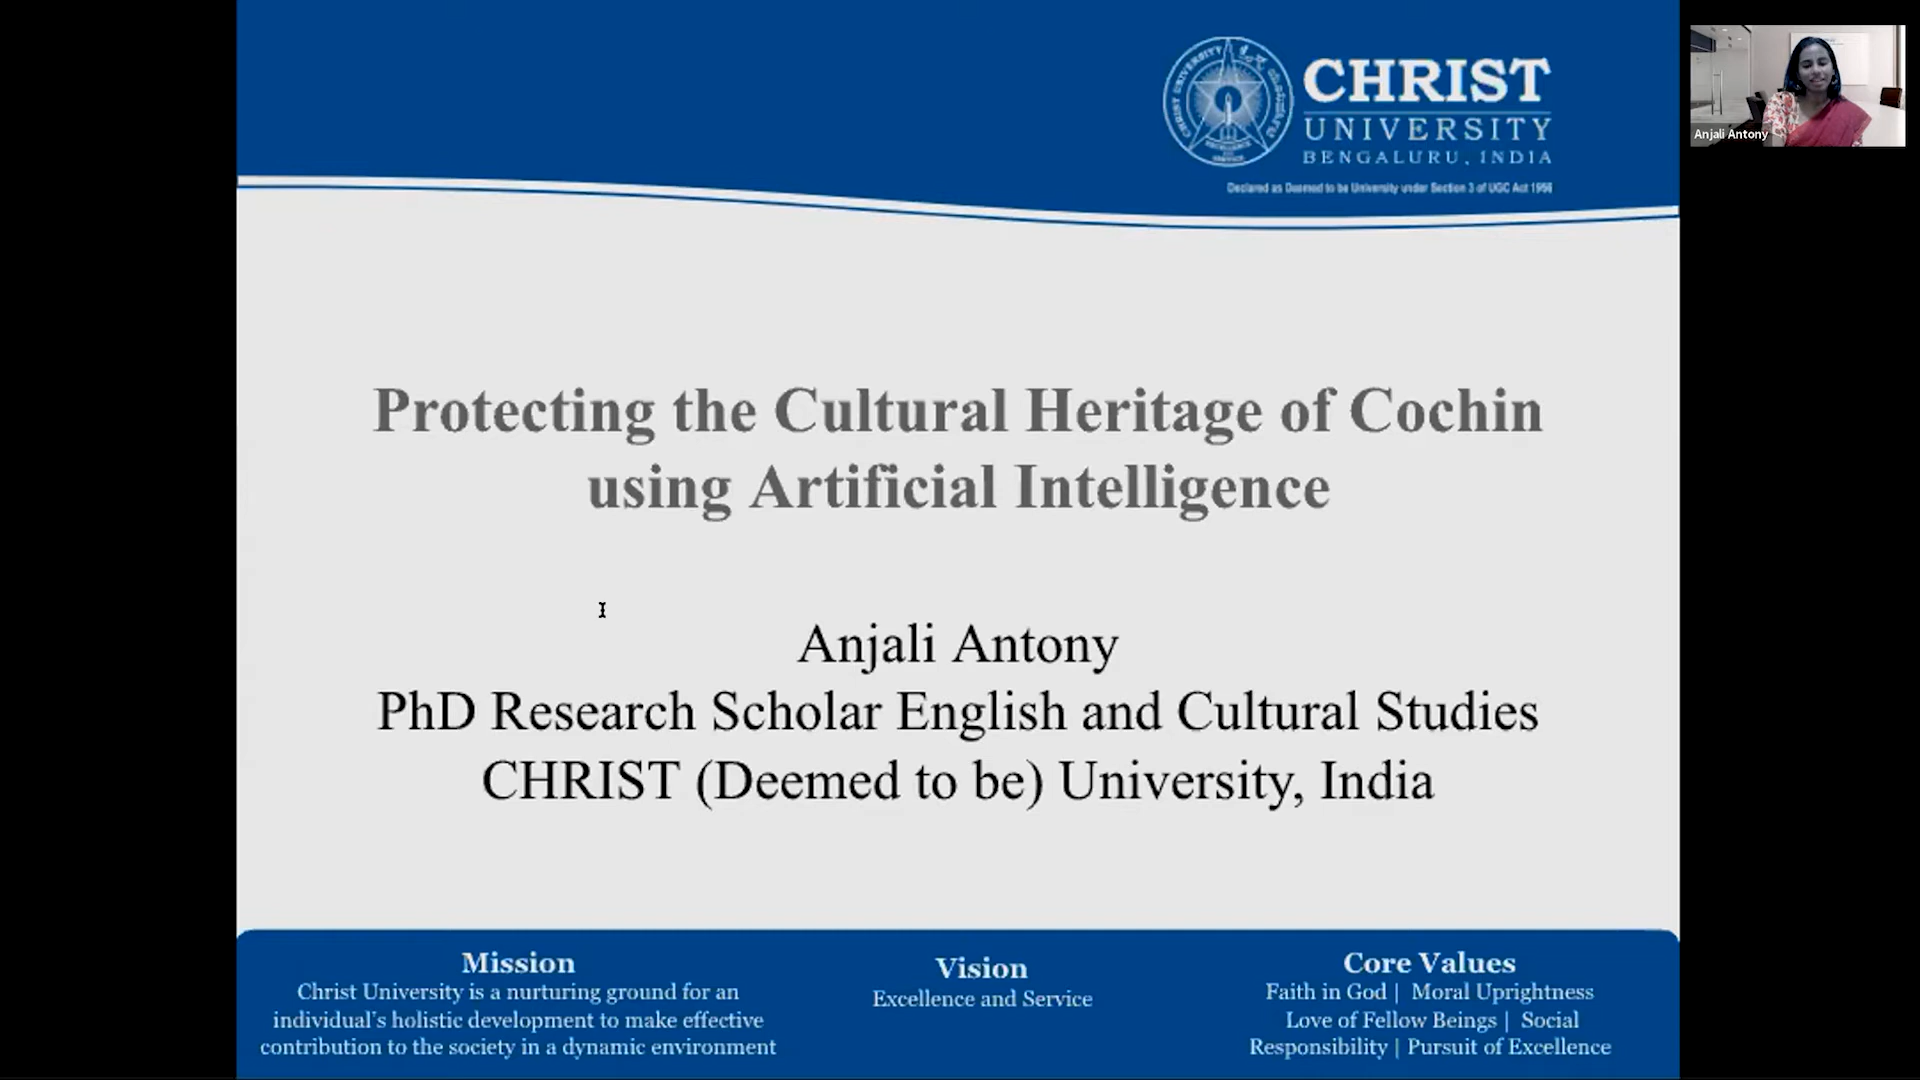 CHRIST
UNIVERSITY
BENGALURU, INDIA
Declared as Deemed to be University under Section 3 of UGC Act 1956
Anjali Antony
Protecting the Cultural Heritage of Cochin
using Artificial Intelligence
Anjali Antony
PhD Research Scholar English and Cultural Studies
CHRIST (Deemed to be) University, India
Mission
Christ University is a nurturing ground for an
individual's holistic development to make effective
contribution to the society in a dynamic environment
Vision
Excellence and Service
Core Values
Faith in God | Moral Uprightness
Love of Fellow Beings | Social
Responsibility | Pursuit of Excellence